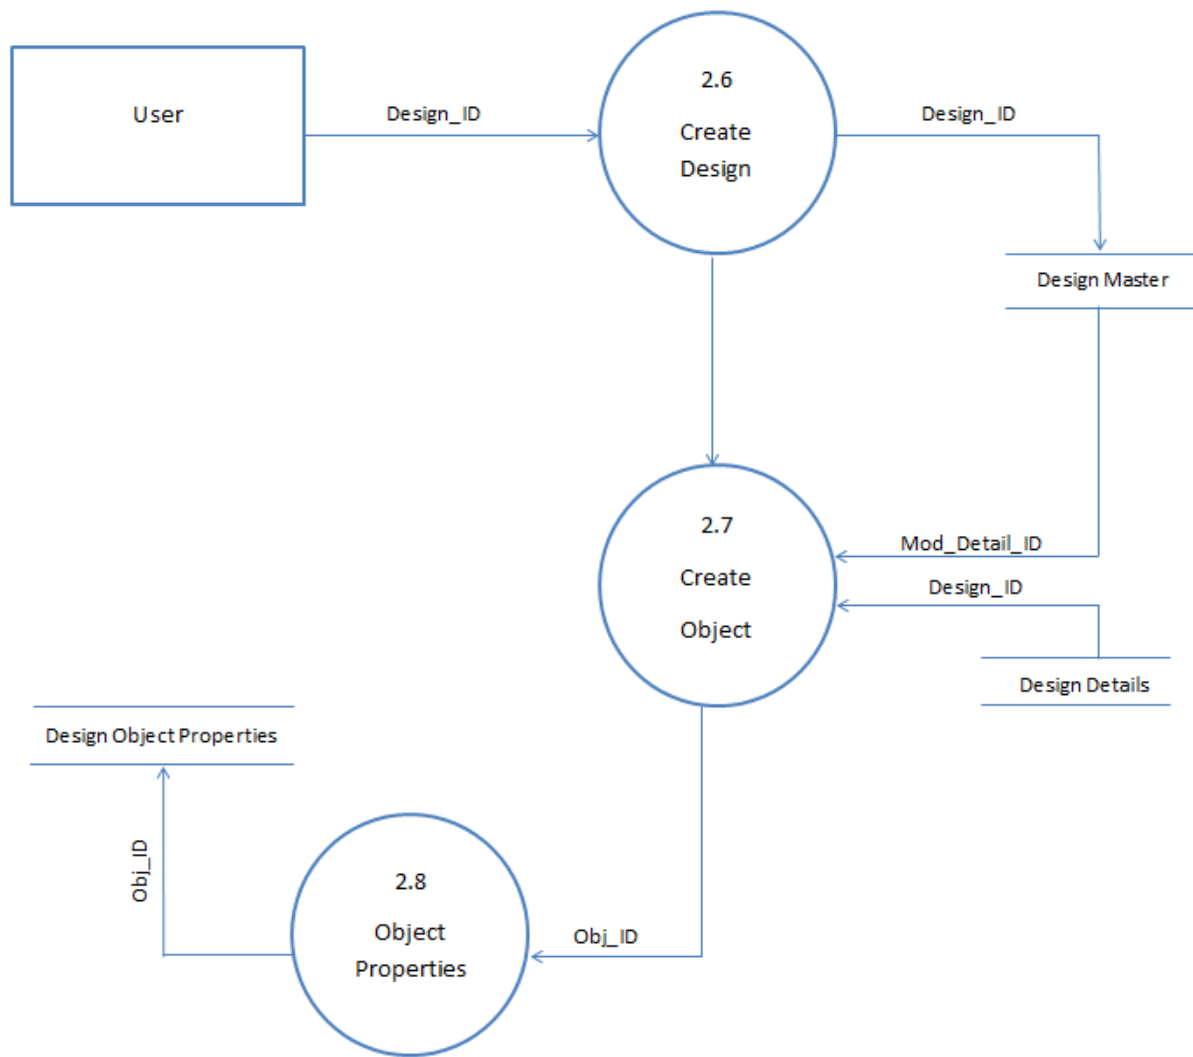 User
Design_ID
2.6
Create
Design
Design_ID
Design Master
2.7
Create
Object
Mod_Detail_ID
Design_ID
Design Details
Design Object Properties
Obj_ID
2.8
Object
Properties
Obj_ID